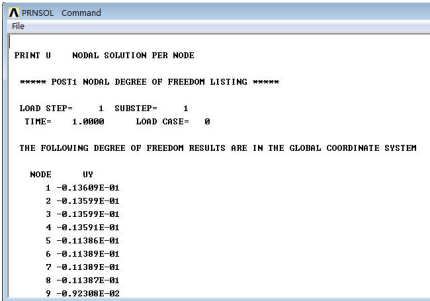 PRNSOL Command
File
PRINT U NODAL SOLUTION PER NODE
***** POST1 NODAL DEGREE OF FREEDOM LISTING *****
LOAD STEP= 1 SUBSTEP= 1
TIME= 1.0000 LOAD CASE= 0
THE FOLLOWING DEGREE OF FREEDOM RESULTS ARE IN THE GLOBAL COORDINATE SYSTEM
NODE UY
1 -0.13609E-01
2 -0.13599E-01
3 -0.13599E-01
4 -0.13591E-01
5 -0.11386E-01
6 -0.11389E-01
7 -0.11389E-01
8 -0.11387E-01
9 -0.92308E-02